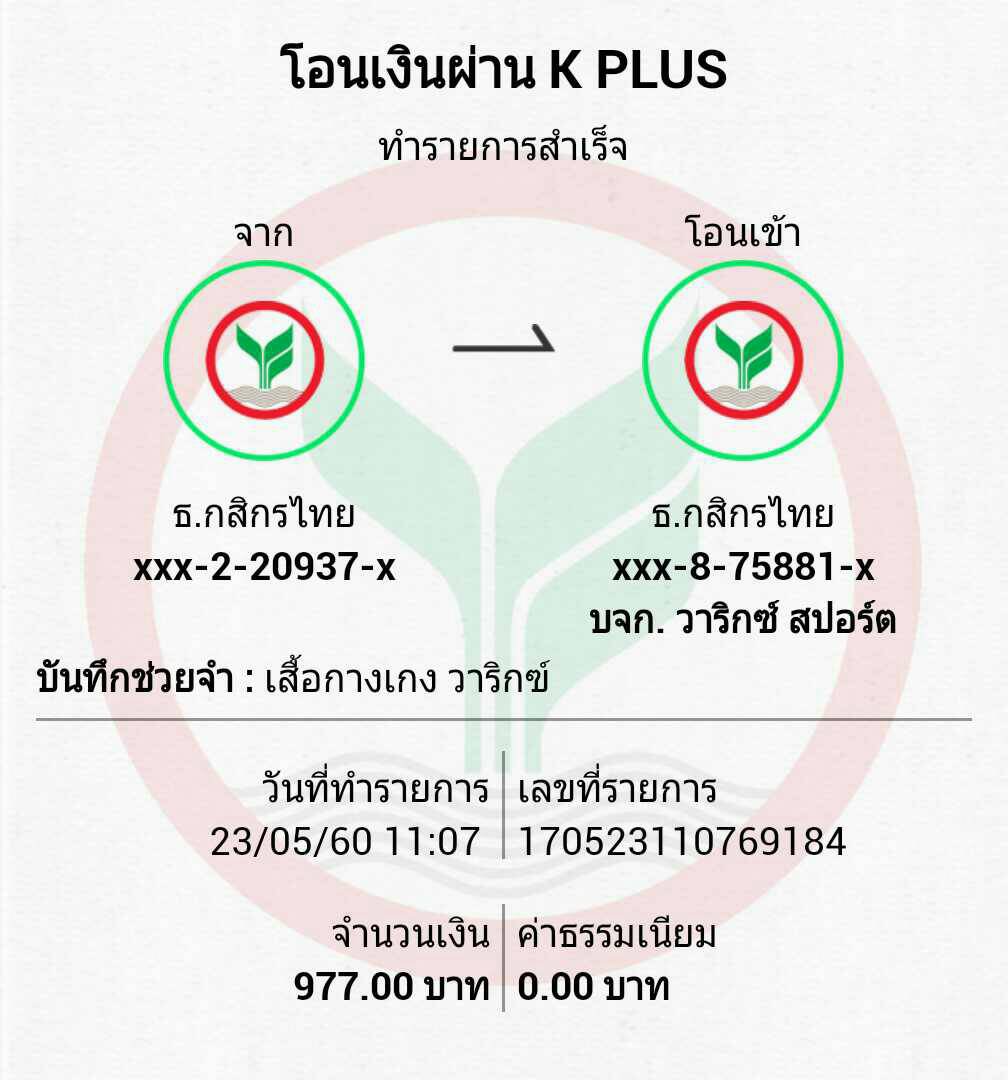 โอนเงินผ่าน K PLUS
ทำรายการสำเร็จ
จาก
โอนเข้า
ธ.กสิกรไทย
xxx-2-20937-x
ธ.กสิกรไทย
xxx-8-75881-x
บจก. วาริกซ์ สปอร์ต
บันทึกช่วยจำ : เสื้อกางเกง วาริกฃ์
วันที่ทำรายการ
23/05/60 11:07
เลขที่รายการ
170523110769184
จำนวนเงิน
977.00 บาท
ค่าธรรมเนียม
0.00 บาท